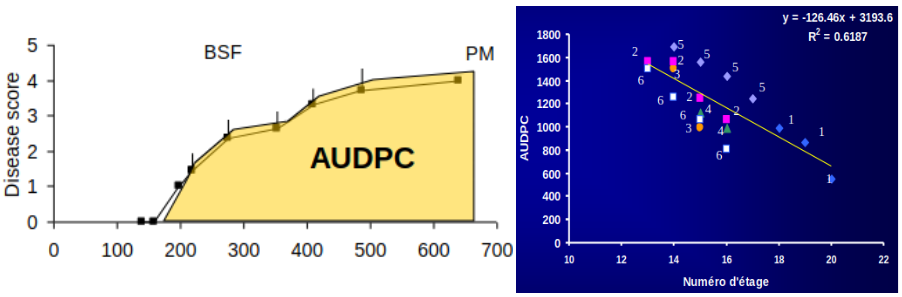 BSF
PM
Disease score
5
4
3
2
1
0
AUDPC
0 100 200 300 400 500 600 700
y = -126.46x + 3193.6
R² = 0.6187
AUDPC
1800
1600
1400
1200
1000
800
600
400
200
0
5
2 2 5
3 5
6
6 2 5
4 2
6 1
3 4 1
6
1
10 12 14 16 18 20 22
Numéro d'étage